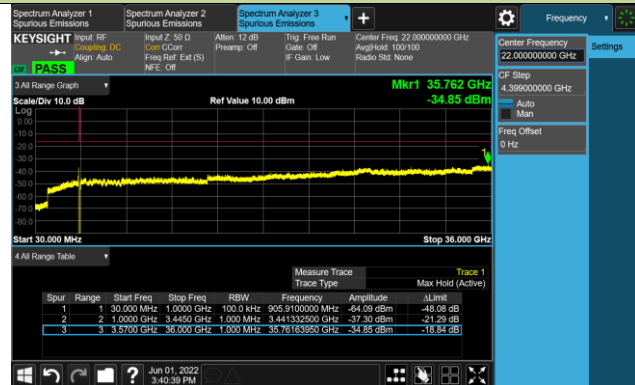 Spectrum Analyzer 1
Spurious Emissions
Spectrum Analyzer 2
Spurious Emissions
Spectrum Analyzer 3
Spurious Emissions
Frequency
KEYSIGHT
Input: RF
Coupling: DC
Align: Auto
Input Z: 50 Ω
Corr CCorr
Freq Ref: Ext (S)
NFE: Off
Atten: 12 dB
Preamp: Off
Trig: Free Run
Gate: Off
IF Gain: Low
Center Freq: 22.000000000 GHz
Avg|Hold: 100/100
Radio Std: None
PASS
Center Frequency
22.000000000 GHz
Settings
CF Step
4.399000000 GHz
Auto
Man
Freq Offset
0 Hz
3 All Range Graph
Mkr1 35.762 GHz
-34.85 dBm
Scale/Div 10.0 dB
Ref Value 10.00 dBm
Log
0.00
-10.0
-20.0
-30.0
-40.0
-50.0
-60.0
-70.0
-80.0
1
Start 30.000 MHz
Stop 36.000 GHz
4 All Range Table
Measure Trace Trace 1
Trace Type Max Hold (Active)
Spur Range Start Freq Stop Freq RBW Frequency Amplitude ΔLimit
1 1 30.000 MHz 1.0000 GHz 100.0 kHz 905.9100000 MHz -64.09 dBm -48.08 dB
2 2 1.0000 GHz 3.4450 GHz 1.000 MHz 3.441332500 GHz -37.30 dBm -21.29 dB
3 3 3.5700 GHz 36.000 GHz 1.000 MHz 35.76163950 GHz -34.85 dBm -18.84 dB
Jun 01, 2022
3:40:39 PM